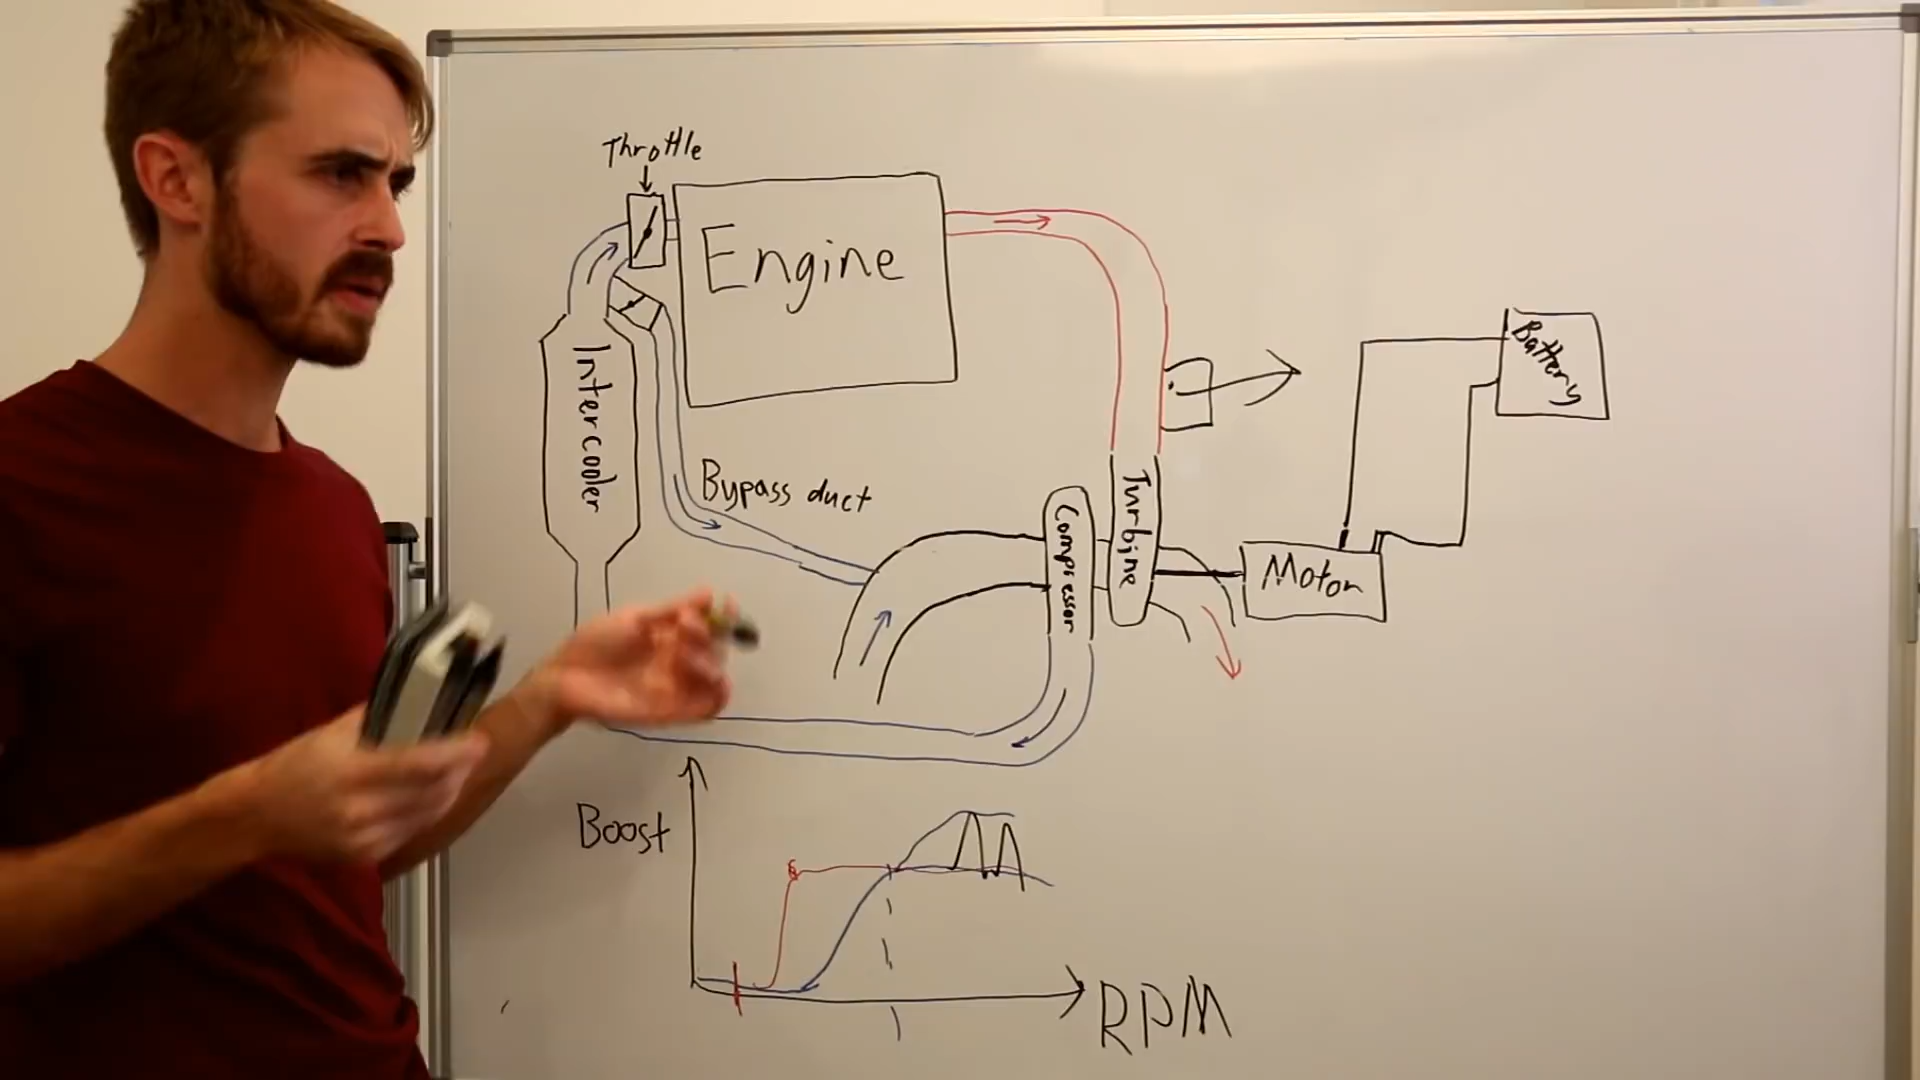 Throttle
Engine
Battery
Intercooler
Bypass duct
Compressor
Turbine
Motor
Boost
RPM